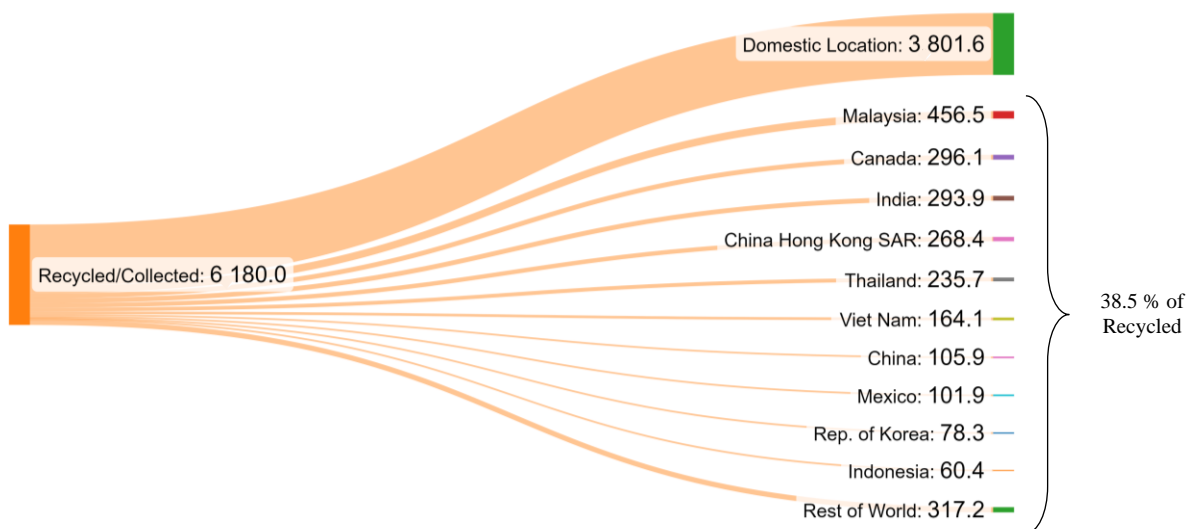 Domestic Location: 3 801.6
Malaysia: 456.5
Canada: 296.1
India: 293.9
China Hong Kong SAR: 268.4
Recycled/Collected: 6 180.0
Thailand: 235.7
38.5 % of
Recycled
Viet Nam: 164.1
China: 105.9
Mexico: 101.9
Rep. of Korea: 78.3
Indonesia: 60.4
Rest of World: 317.2